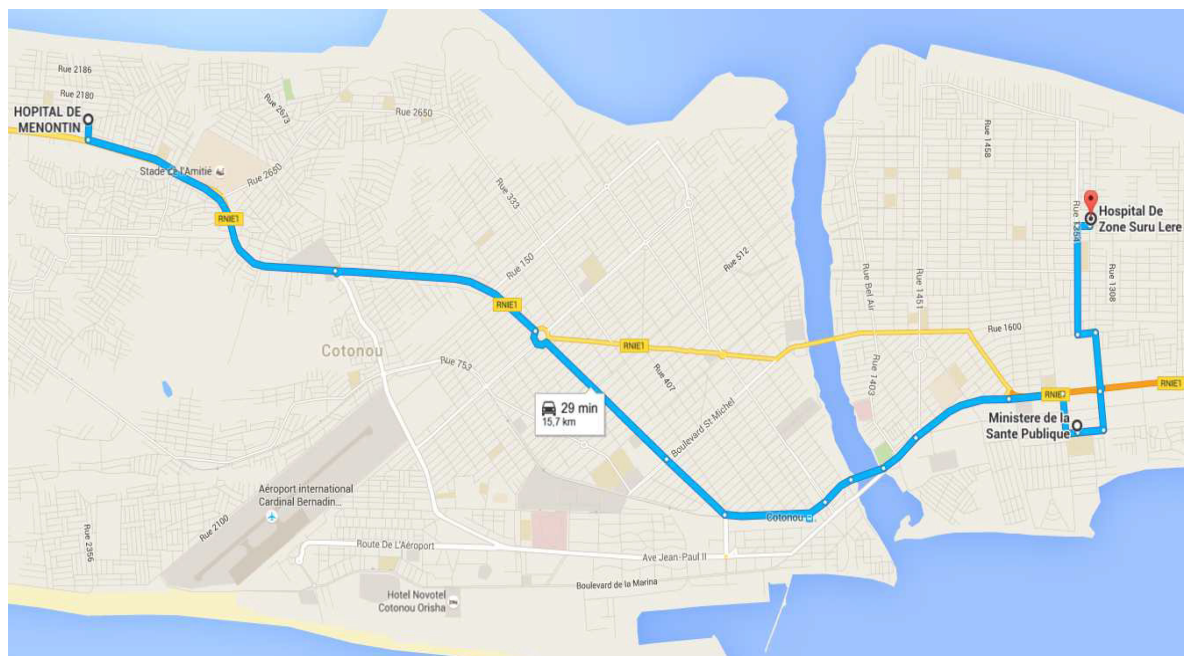 Rue 2186
Rue 2180
HOPITAL DE
MENONTIN
Rue 2673
Rue 2650
Stade de l'Amitié
Rue 2650
RNIE1
Rue 333
Rue 150
Rue 512
RNIE1
RNIE1
Cotonou
Rue 753
Rue 407
29 min
15,7 km
Boulevard St Michel
Rue Bel Air
Rue 1451
Rue 1403
Rue 1458
Hospital De
Zone Suru Lere
Rue 1308
Rue 1600
RNIE1
Ministere de la
Sante Publique
Aéroport international
Cardinal Bernadin...
Rue 2100
Rue 2356
Route De L'Aéroport
Cotonou
Ave Jean-Paul II
Boulevard de la Marina
Hotel Novotel
Cotonou Orisha